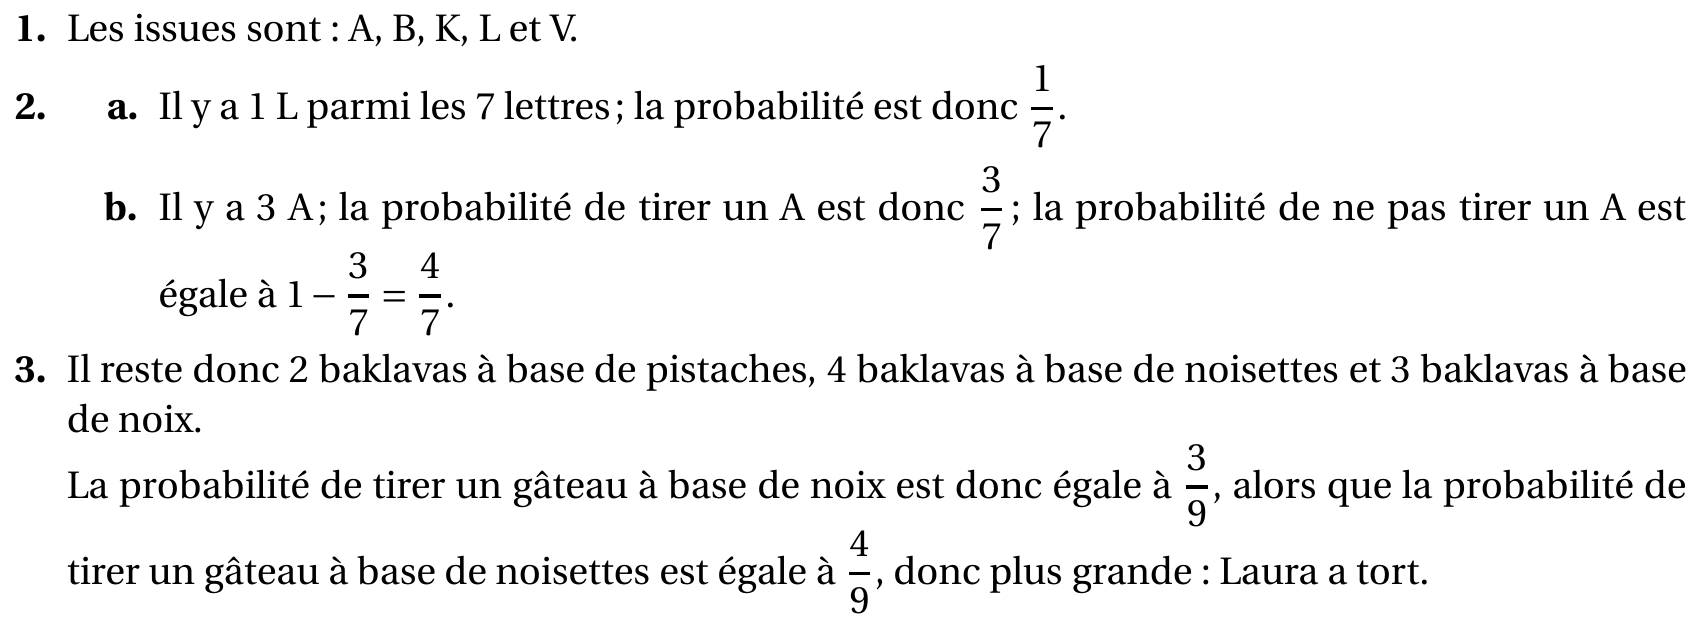 1. Les issues sont : A, B, K, L et V.
2. a. Il y a 1 L parmi les 7 lettres ; la probabilité est donc $\frac{1}{7}$.
b. Il y a 3 A ; la probabilité de tirer un A est donc $\frac{3}{7}$ ; la probabilité de ne pas tirer un A est
égale à $1 - \frac{3}{7} = \frac{4}{7}$.
3. Il reste donc 2 baklavas à base de pistaches, 4 baklavas à base de noisettes et 3 baklavas à base
de noix.
La probabilité de tirer un gâteau à base de noix est donc égale à $\frac{3}{9}$, alors que la probabilité de
tirer un gâteau à base de noisettes est égale à $\frac{4}{9}$, donc plus grande : Laura a tort.